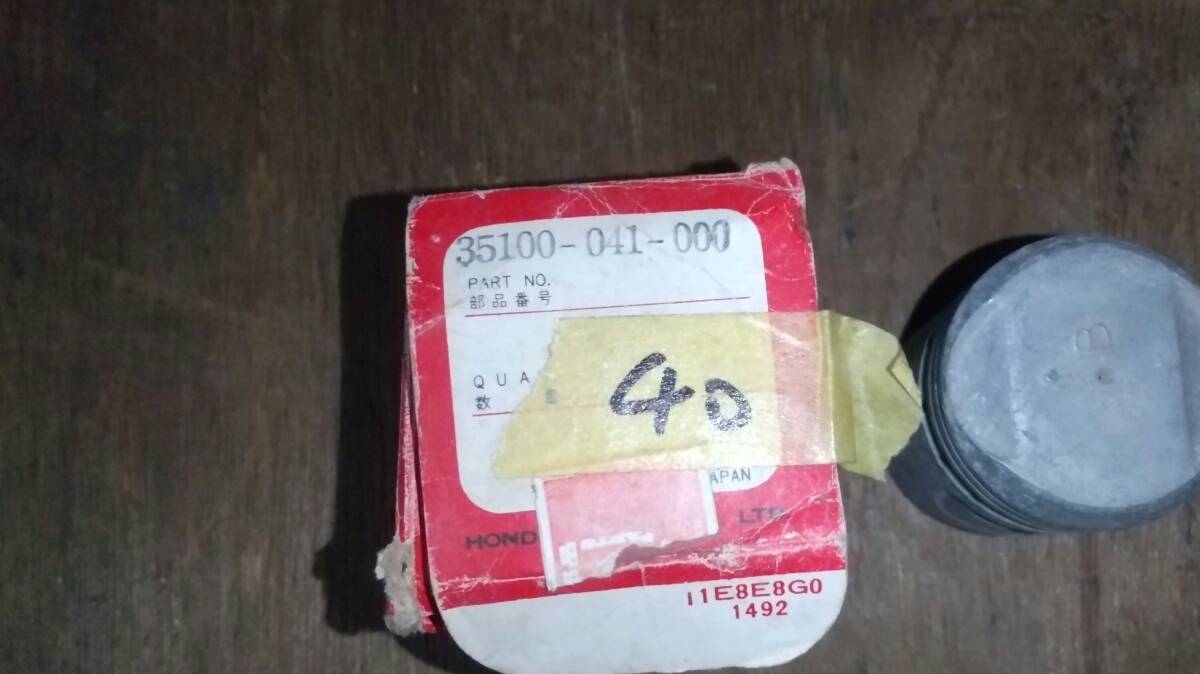 35100-041-000
PART NO.
部品番号
QUA
数
40
APAN
HOND
LTD
11E8E8G0
1492
B